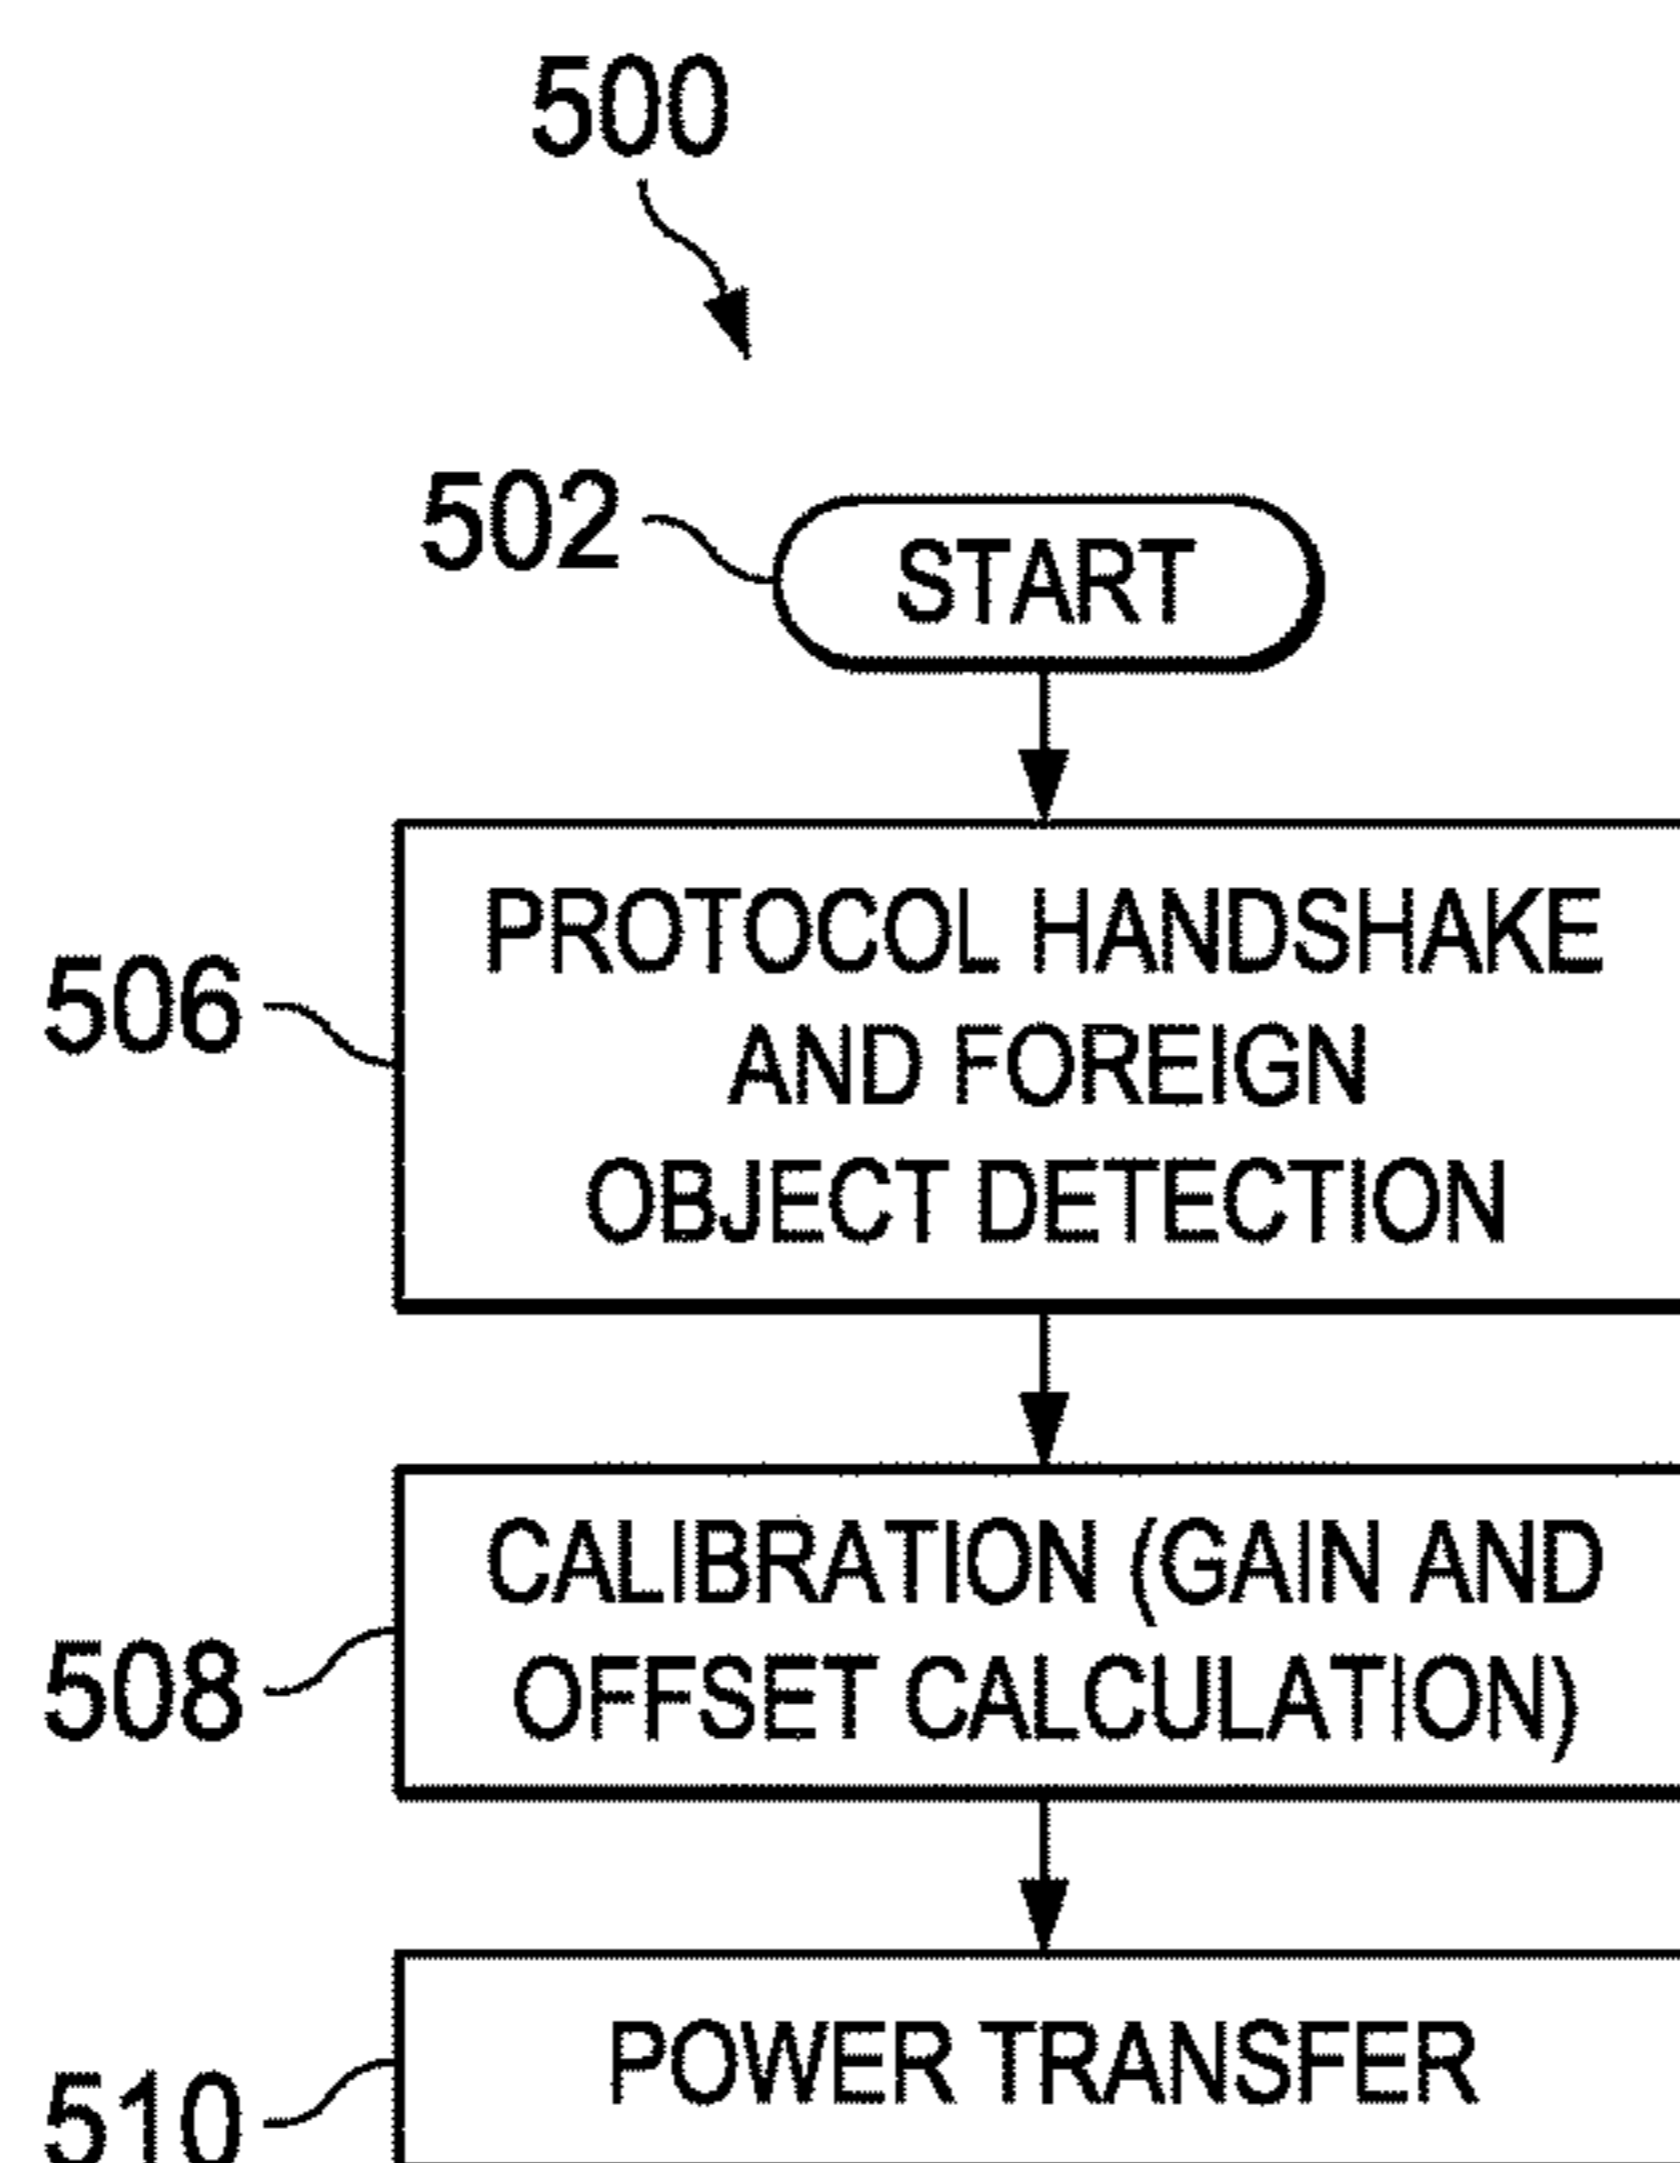 500
502
START
506
PROTOCOL HANDSHAKE
AND FOREIGN
OBJECT DETECTION
508
CALIBRATION (GAIN AND
OFFSET CALCULATION)
510
POWER TRANSFER